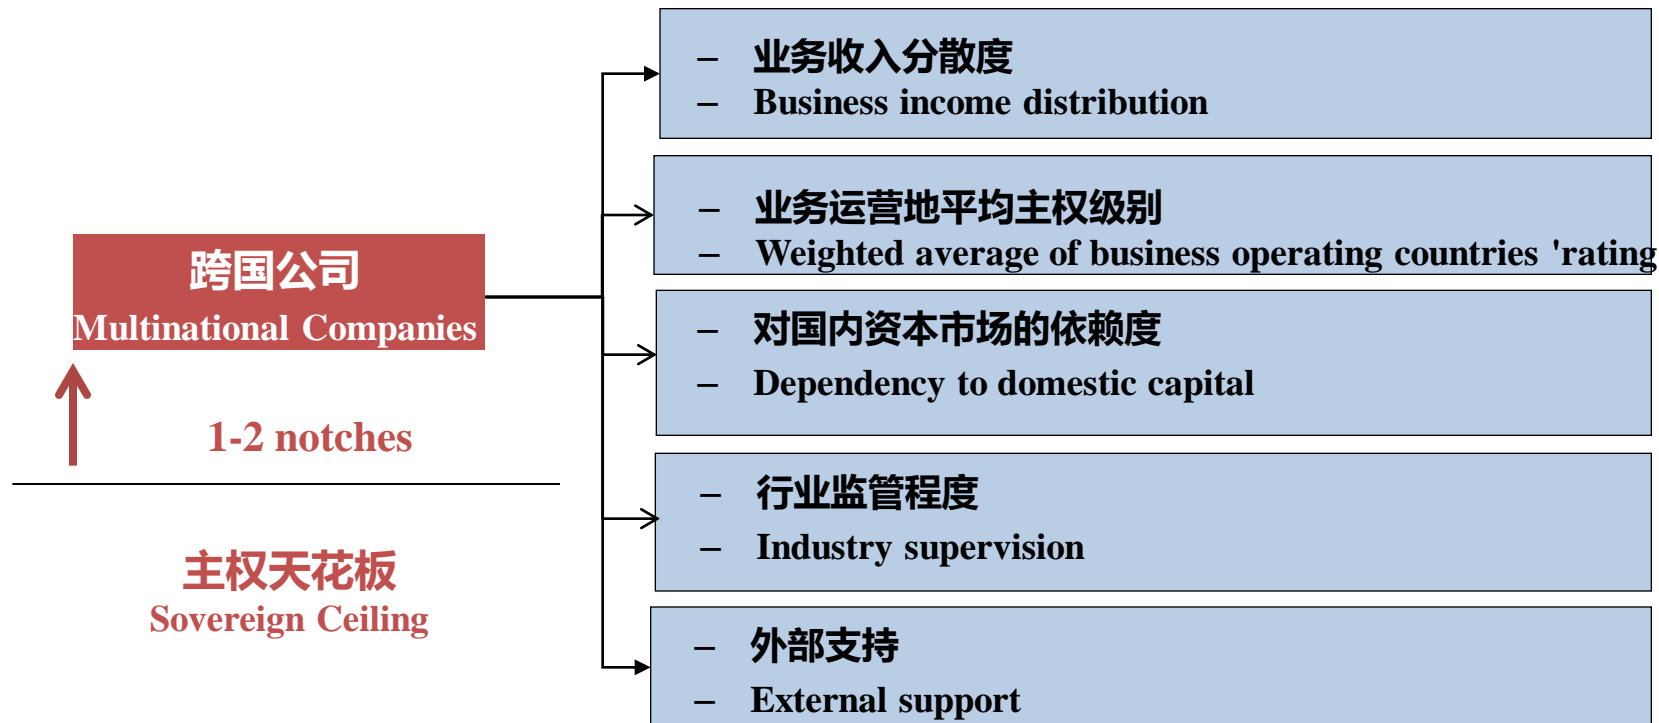 跨国公司
Multinational Companies
1-2 notches
主权天花板
Sovereign Ceiling
– 业务收入分散度
– Business income distribution
– 业务运营地平均主权级别
– Weighted average of business operating countries 'rating
– 对国内资本市场的依赖度
– Dependency to domestic capital
– 行业监管程度
– Industry supervision
– 外部支持
– External support